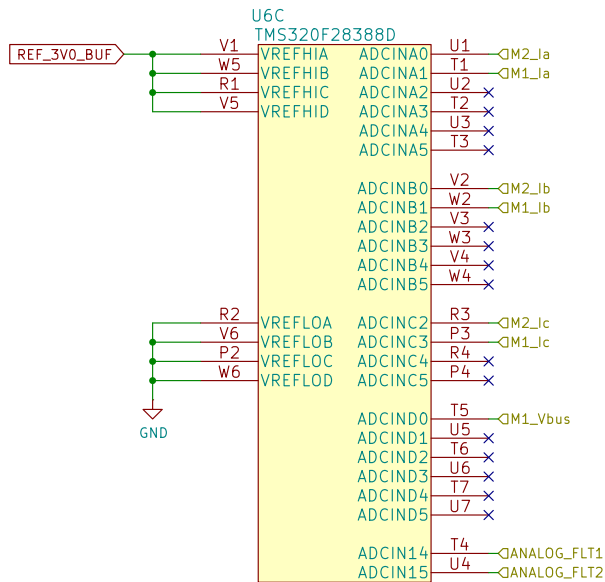 U6C
TMS320F28388D
REF_3V0_BUF V1 VREFHIA ADCINA0 U1 M2_Ia
W5 VREFHIB ADCINA1 T1 M1_Ia
R1 VREFHIC ADCINA2 U2
V5 VREFHID ADCINA3 T2
ADCINA4 U3
ADCINA5 T3
ADCINB0 V2 M2_Ib
ADCINB1 W2 M1_Ib
ADCINB2 V3
ADCINB3 W3
ADCINB4 V4
ADCINB5 W4
R2 VREFLOA ADCINC2 R3 M2_Ic
V6 VREFLOB ADCINC3 P3 M1_Ic
P2 VREFLOC ADCINC4 R4
W6 VREFLOD ADCINC5 P4
GND
ADCIND0 T5 M1_Vbus
ADCIND1 U5
ADCIND2 T6
ADCIND3 U6
ADCIND4 T7
ADCIND5 U7
ADCIN14 T4 ANALOG_FLT1
ADCIN15 U4 ANALOG_FLT2